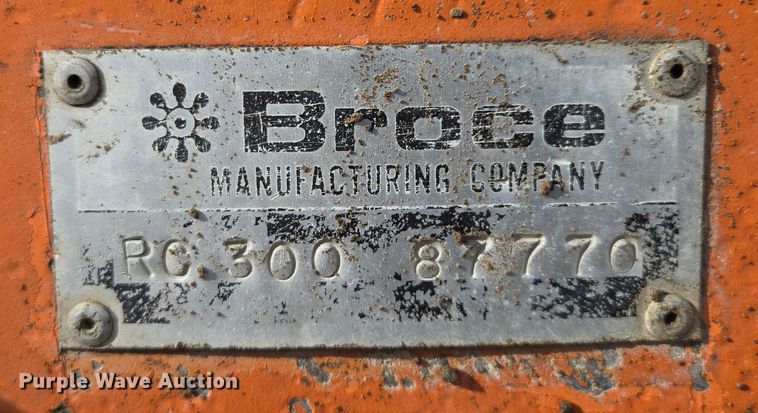 Broce
MANUFACTURING COMPANY
RC 300 87770
Purple Wave Auction